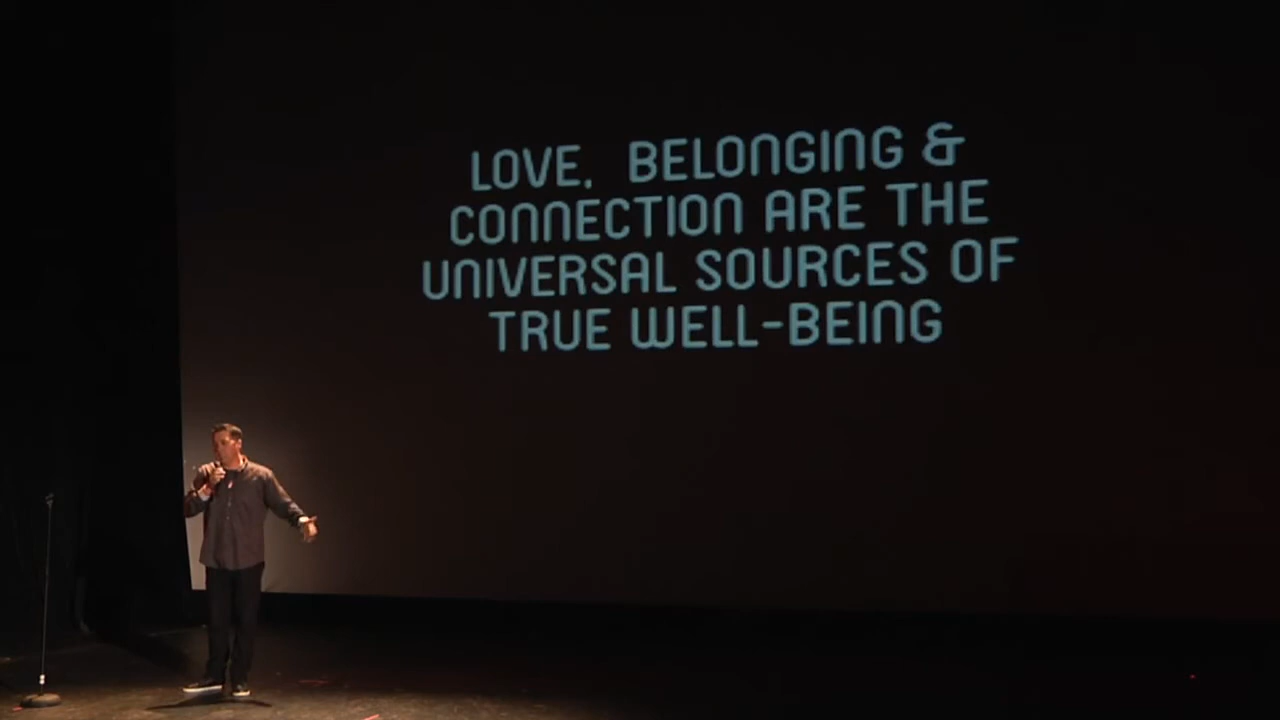 LOVE, BELONGING &
CONNECTION ARE THE
UNIVERSAL SOURCES OF
TRUE WELL-BEING